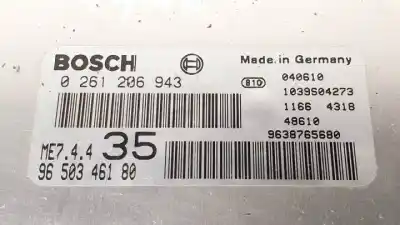 BOSCH
Made.in Germany
0 261 206 943
810
040610
1039S04273
1166 4318
48610
9638765680
ME7.4.4 35
96 503 461 80